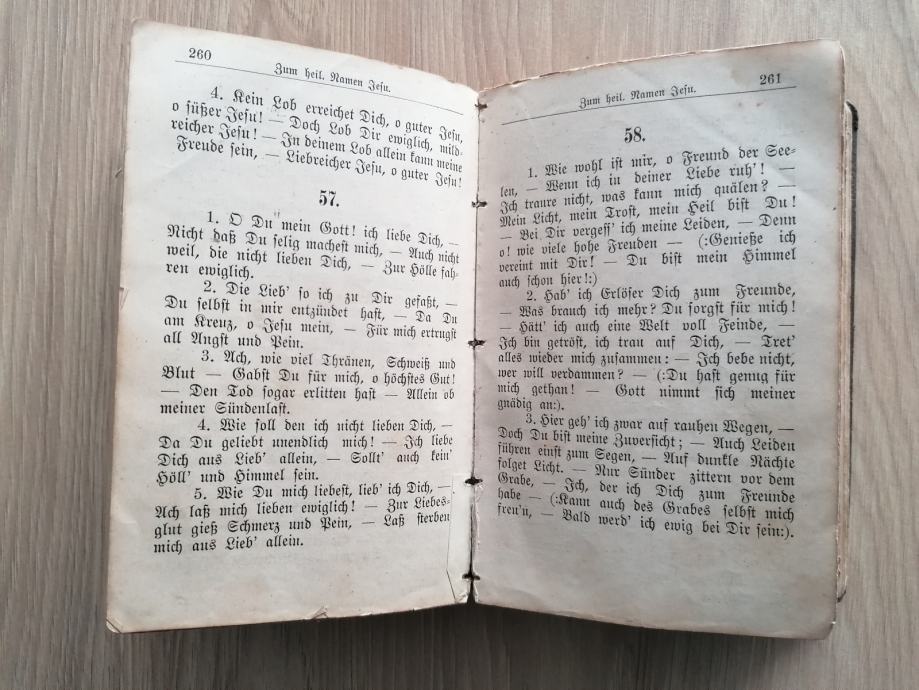 260
Zum heil. Namen Jesu.
4. Kein Lob erreichet Dich, o guter Jesu,
o süßer Jesu! — Doch Lob Dir ewiglich, mild-
reicher Jesu! — In deinem Lob allein kann meine
Freude sein, — Liebreicher Jesu, o guter Jesu!
57.
1. O Du mein Gott! ich liebe Dich, —
Nicht daß Du selig machest mich, — Auch nicht
weil, die nicht lieben Dich, — Zur Hölle fah-
ren ewiglich.
2. Die Lieb' so ich zu Dir gefaßt, —
Du selbst in mir entzündet hast, — Da Du
am Kreuz, o Jesu mein, — Für mich ertrugst
all Angst und Pein.
3. Ach, wie viel Thränen, Schweiß und
Blut — Gabst Du für mich, o höchstes Gut!
— Den Tod sogar erlitten hast — Allein ob
meiner Sündenlast.
4. Wie soll den ich nicht lieben Dich, —
Da Du geliebt unendlich mich! — Ich liebe
Dich aus Lieb' allein, — Sollt' auch kein'
Höll' und Himmel sein.
5. Wie Du mich liebest, lieb' ich Dich, —
Ach laß mich lieben ewiglich! — Zur Liebes-
glut gieß Schmerz und Pein, — Laß sterben
mich aus Lieb' allein.
Zum heil. Namen Jesu.
261
58.
1. Wie wohl ist mir, o Freund der See-
len, — Wenn ich in deiner Liebe ruh'! —
Ich traure nicht, was kann mich quälen? —
Mein Licht, mein Trost, mein Heil bist Du!
— Bei Dir vergess' ich meine Leiden, — Denn
o! wie viele hohe Freuden — (:Genieße ich
vereint mit Dir! — Du bist mein Himmel
auch schon hier!:)
2. Hab' ich Erlöser Dich zum Freunde,
— Was brauch ich mehr? Du sorgst für mich!
— Hätt' ich auch eine Welt voll Feinde, —
Ich bin getröst, ich trau auf Dich, — Tret'
alles wieder mich zusammen: — Ich bebe nicht,
wer will verdammen? — (:Du hast genug für
mich gethan! — Gott nimmt sich meiner
gnädig an:).
3. Hier geh' ich zwar auf rauhen Wegen, —
Doch Du bist meine Zuversicht; — Auch Leiden
führen einst zum Segen, — Auf dunkle Nächte
folget Licht. — Nur Sünder zittern vor dem
Grabe, — Ich, der ich Dich zum Freunde
habe — (:Kann auch des Grabes selbst mich
freu'n, — Bald werd' ich ewig bei Dir sein:).